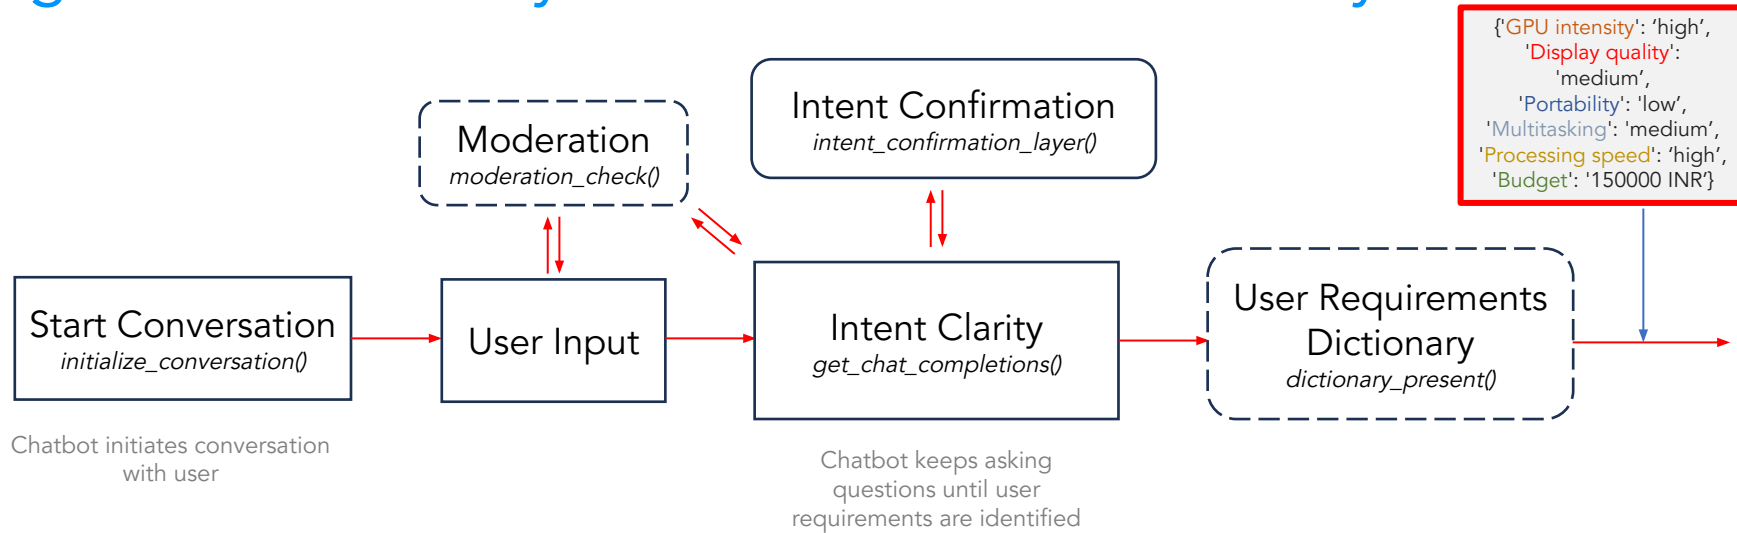 {'GPU intensity': ‘high’,
'Display quality':
'medium’,
'Portability': 'low’,
'Multitasking': 'medium’,
'Processing speed': ‘high’,
'Budget': '150000 INR’}
Intent Confirmation
intent_confirmation_layer()
Moderation
moderation_check()
Start Conversation
initialize_conversation()
User Input
Intent Clarity
get_chat_completions()
User Requirements
Dictionary
dictionary_present()
Chatbot initiates conversation
with user
Chatbot keeps asking
questions until user
requirements are identified